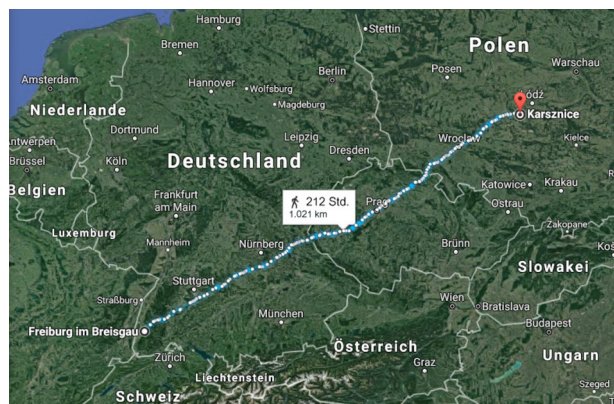 Hamburg
Stettin
Bremen
Polen
Amsterdam
Berlin
Posen
Warschau
Hannover
Wolfsburg
Magdeburg
Łódź
Karsznice
Niederlande
Dortmund
Leipzig
Wrocław
Kielce
Antwerpen
Köln
Deutschland
Dresden
Brüssel
Belgien
Kattowice
Krakau
Frankfurt
am Main
212 Std.
1.021 km
Prag
Ostrau
Luxemburg
Mannheim
Nürnberg
Brünn
Zakopane
Slowakei
Stuttgart
Straßburg
Wien
Bratislava
München
Freiburg im Breisgau
Budapest
Österreich
Zürich
Graz
Ungarn
Liechtenstein
Schweiz
Szeged